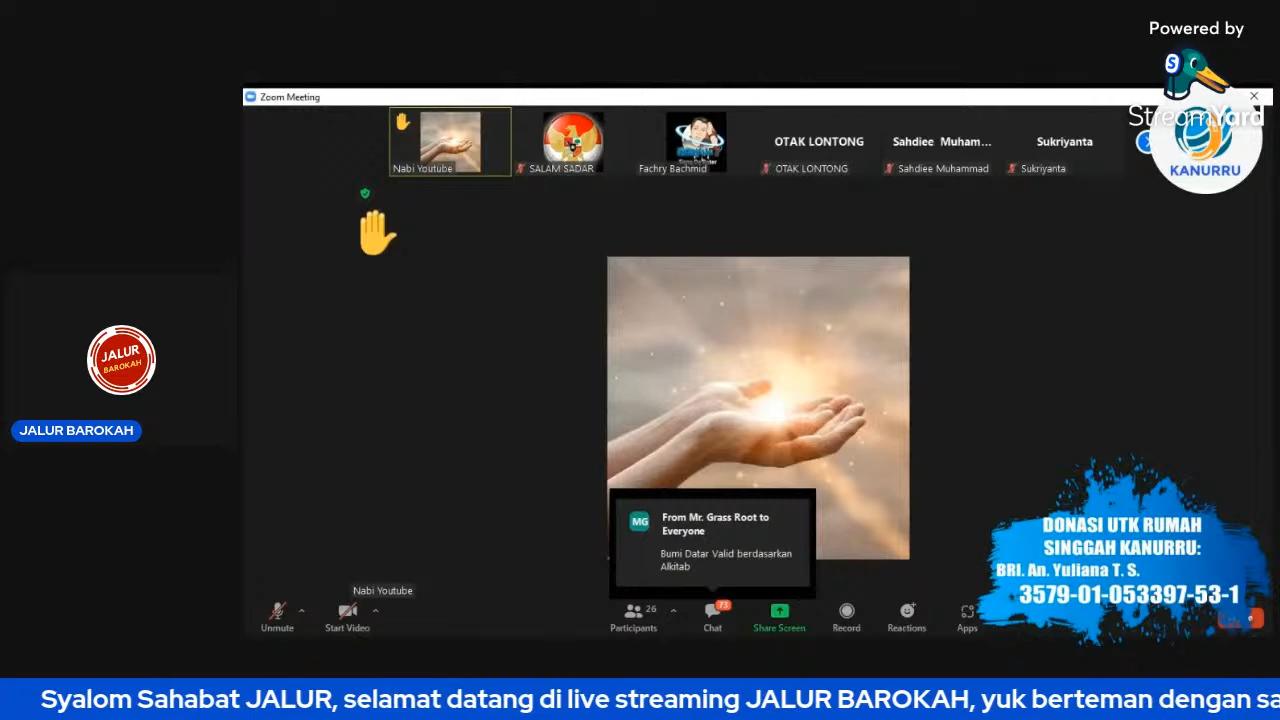 Powered by
StreamYard
KANURRU
Zoom Meeting
OTAK LONTONG
Sahdiee Muham...
Sukriyanta
Nabi Youtube
SALAM SADAR
Fachry Bachmid
OTAK LONTONG
Sahdiee Muhammad
Sukriyanta
JALUR
BAROKAH
JALUR BAROKAH
MG
From Mr. Grass Root to
Everyone
Bumi Datar Valid berdasarkan
Alkitab
DONASI UTK RUMAH
SINGGAH KANURRU:
BRI. An. Yuliana T. S.
3579-01-053397-53-1
Nabi Youtube
26
73
Unmute
Start Video
Participants
Chat
Share Screen
Record
Reactions
Apps
Syalom Sahabat JALUR, selamat datang di live streaming JALUR BAROKAH, yuk berteman dengan sa